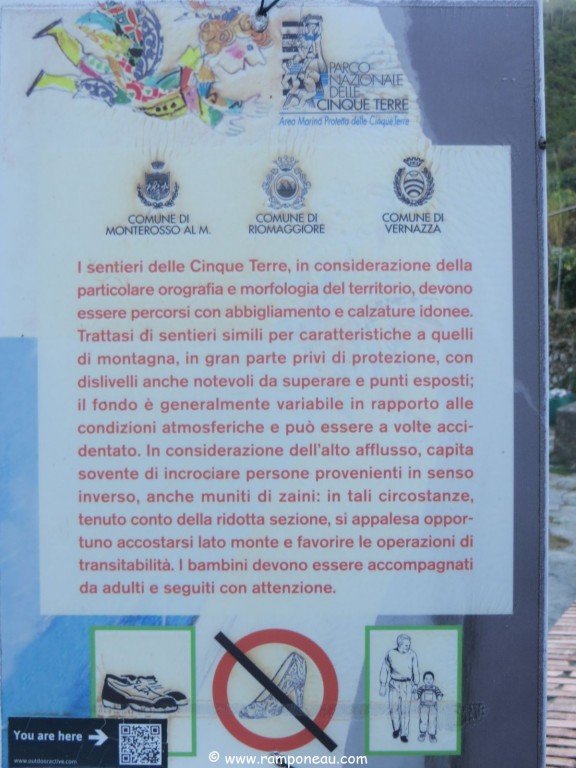 PARCO
NAZIONALE
DELLE
CINQUE TERRE
Area Marina Protetta delle Cinque Terre
COMUNE DI
MONTEROSSO AL M.
COMUNE DI
RIOMAGGIORE
COMUNE DI
VERNAZZA
I sentieri delle Cinque Terre, in considerazione della
particolare orografia e morfologia del territorio, devono
essere percorsi con abbigliamento e calzature idonee.
Trattasi di sentieri simili per caratteristiche a quelli
di montagna, in gran parte privi di protezione, con
dislivelli anche notevoli da superare e punti esposti;
il fondo è generalmente variabile in rapporto alle
condizioni atmosferiche e può essere a volte acci-
dentato. In considerazione dell'alto afflusso, capita
sovente di incrociare persone provenienti in senso
inverso, anche muniti di zaini: in tali circostanze,
tenuto conto della ridotta sezione, si appalesa oppor-
tuno accostarsi lato monte e favorire le operazioni di
transitabilità. I bambini devono essere accompagnati
da adulti e seguiti con attenzione.
You are here
www.outdooractive.com
© www.ramponeau.com